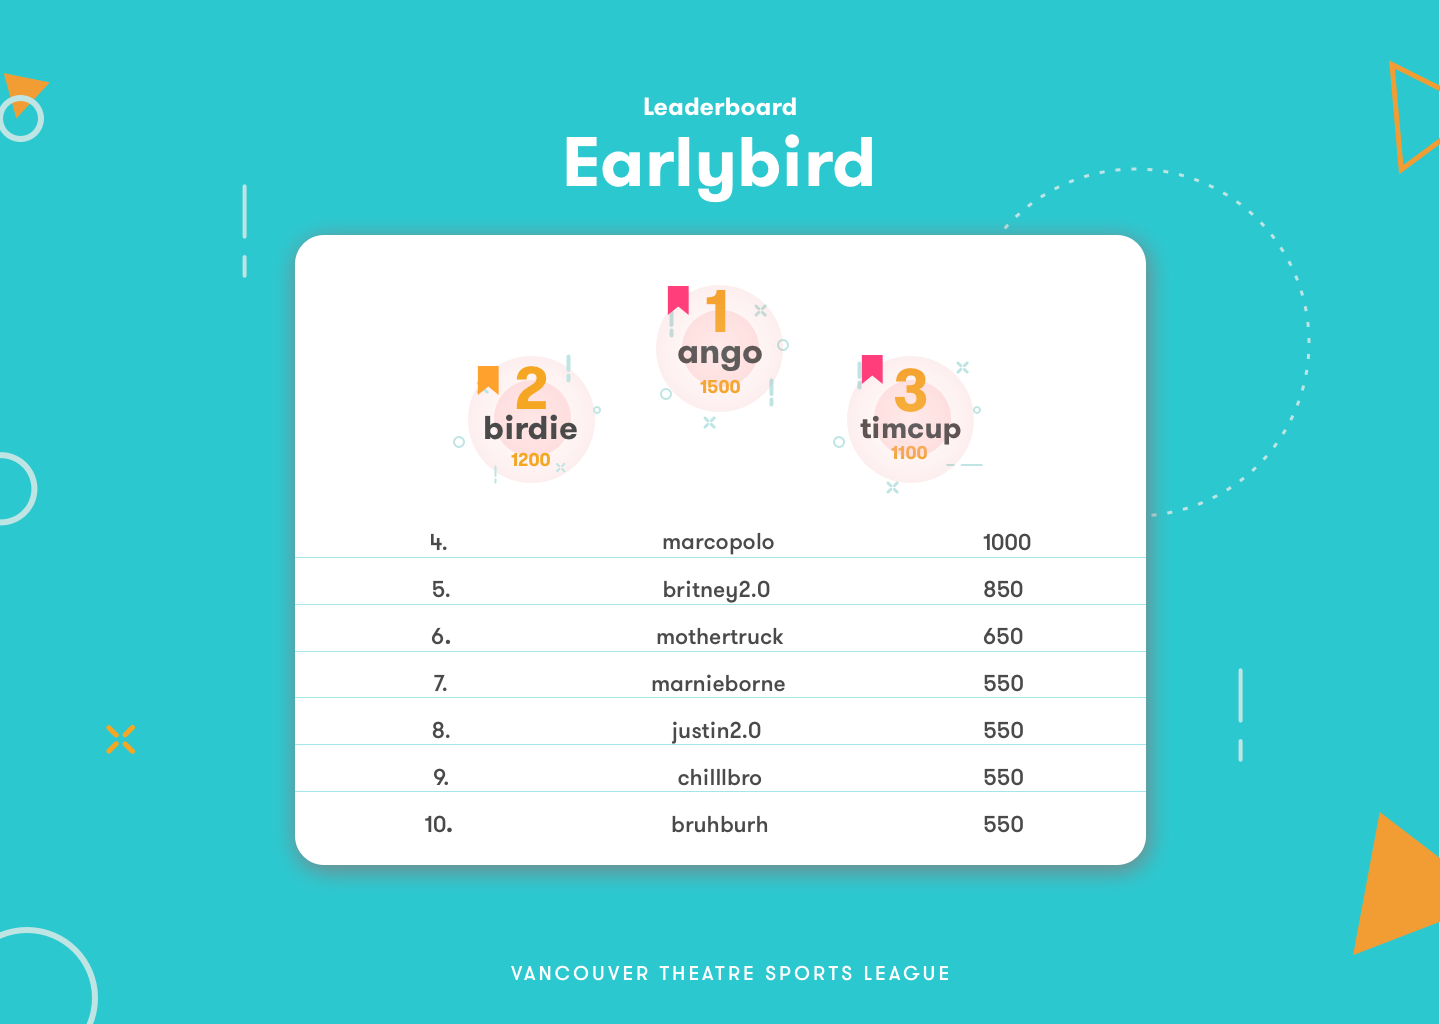 Leaderboard
Earlybird
1
ango
1500
2
birdie
1200
3
timcup
1100
4. marcopolo 1000
5. britney2.0 850
6. mothertruck 650
7. marnieborne 550
8. justin2.0 550
9. chilllbro 550
10. bruhburh 550
VANCOUVER THEATRE SPORTS LEAGUE